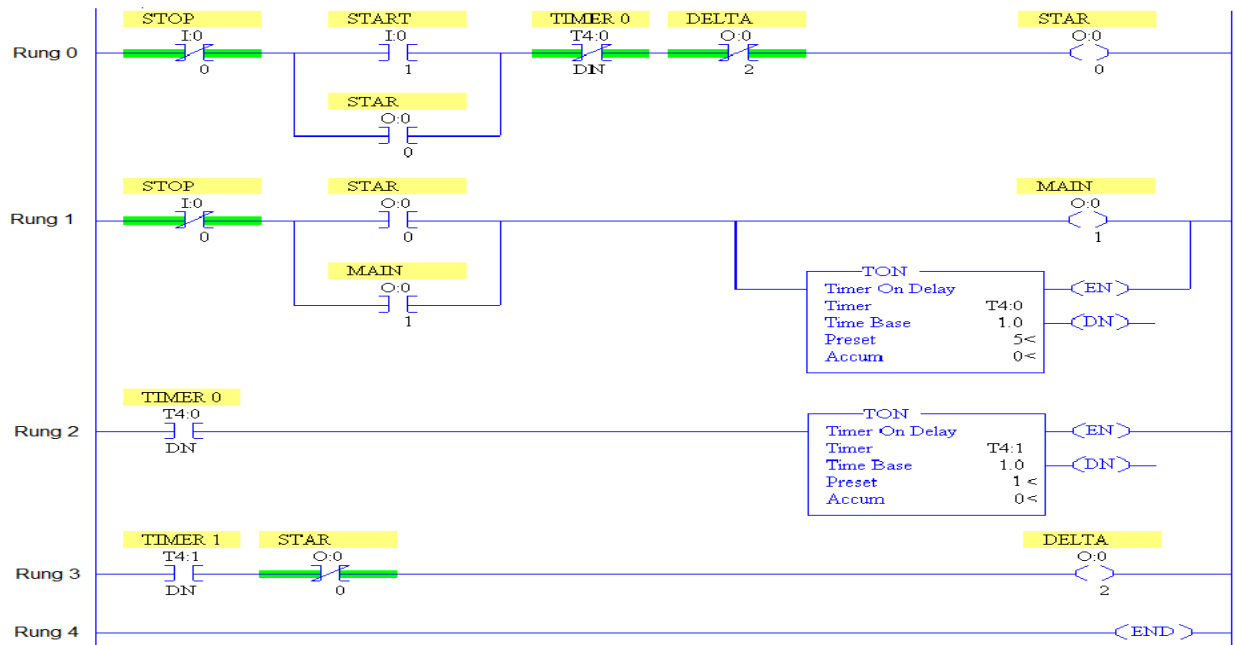 STOP START TIMER 0 DELTA STAR
I:0 I:0 T4:0 O:0 O:0
Rung 0
0 1 DN 2 0
STAR
O:0
0
STOP STAR MAIN
I:0 O:0 O:0
Rung 1
0 0 1
MAIN
O:0
1
TON
Timer On Delay EN
Timer T4:0
Time Base 1.0 DN
Preset 5<
Accum 0<
TIMER 0
T4:0
Rung 2
DN
TON
Timer On Delay EN
Timer T4:1
Time Base 1.0 DN
Preset 1 <
Accum 0<
TIMER 1 STAR DELTA
T4:1 O:0 O:0
Rung 3
DN 0 2
Rung 4 END